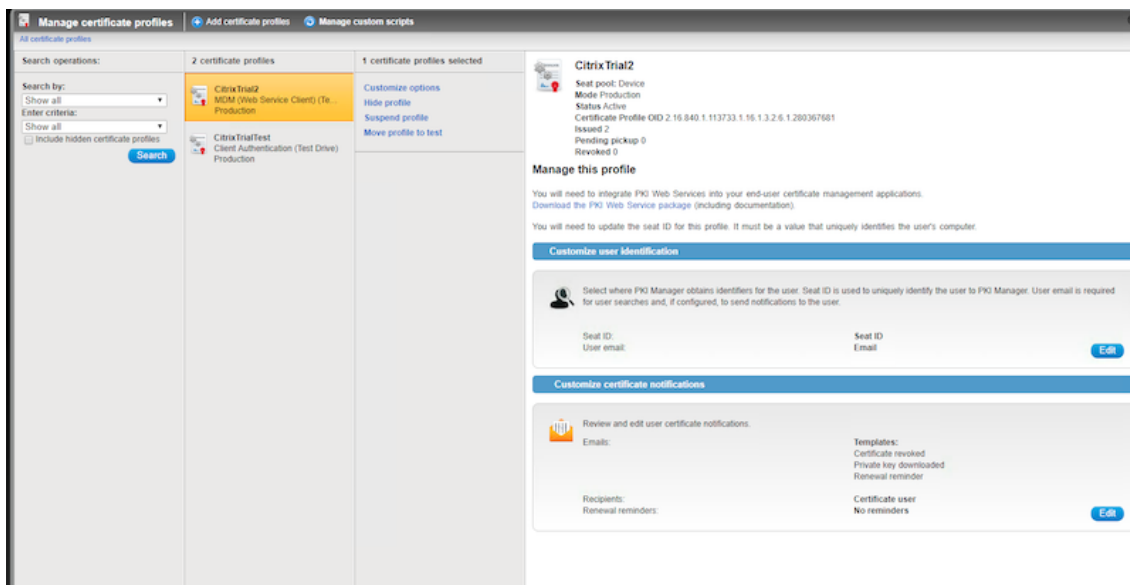 Manage certificate profiles
Add certificate profiles
Manage custom scripts
All certificate profiles
Search operations:
Search by:
Show all
Enter criteria:
Show all
Include hidden certificate profiles
Search
2 certificate profiles
CitrixTrial2
MDM (Web Service Client) (Te...
Production
CitrixTrialTest
Client Authentication (Test Drive)
Production
1 certificate profiles selected
Customize options
Hide profile
Suspend profile
Move profile to test
CitrixTrial2
Seat pool: Device
Mode Production
Status Active
Certificate Profile OID 2.16.840.1.113733.1.16.1.3.2.6.1.280367681
Issued 2
Pending pickup 0
Revoked 0
Manage this profile
You will need to integrate PKI Web Services into your end-user certificate management applications.
Download the PKI Web Service package (including documentation).
You will need to update the seat ID for this profile. It must be a value that uniquely identifies the user's computer.
Customize user identification
Select where PKI Manager obtains identifiers for the user. Seat ID is used to uniquely identify the user to PKI Manager. User email is required
for user searches and, if configured, to send notifications to the user.
Seat ID: Seat ID
User email: Email
Edit
Customize certificate notifications
Review and edit user certificate notifications.
Emails: Templates:
Certificate revoked
Private key downloaded
Renewal reminder
Recipients: Certificate user
Renewal reminders: No reminders
Edit